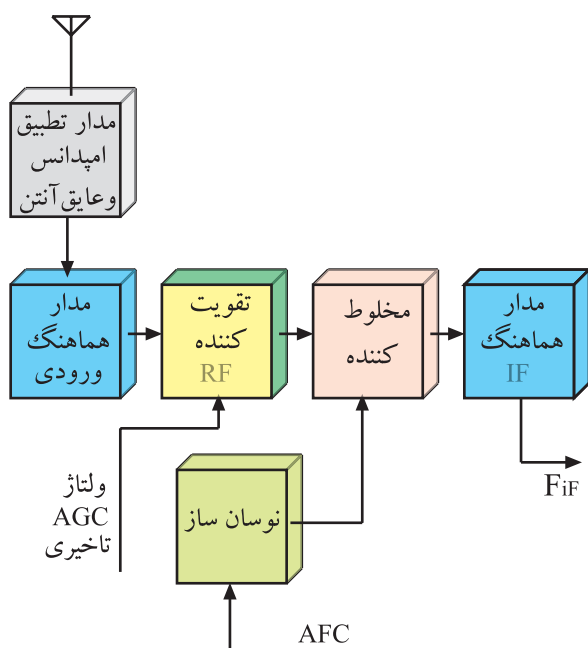 مدار تطبیق
امپدانس
وعایق‌آنتن
مدار
هماهنگ
ورودی
تقویت
کننده
RF
مخلوط
کننده
مدار
هماهنگ
IF
FiF
ولتاژ
AGC
تاخیری
نوسان ساز
AFC